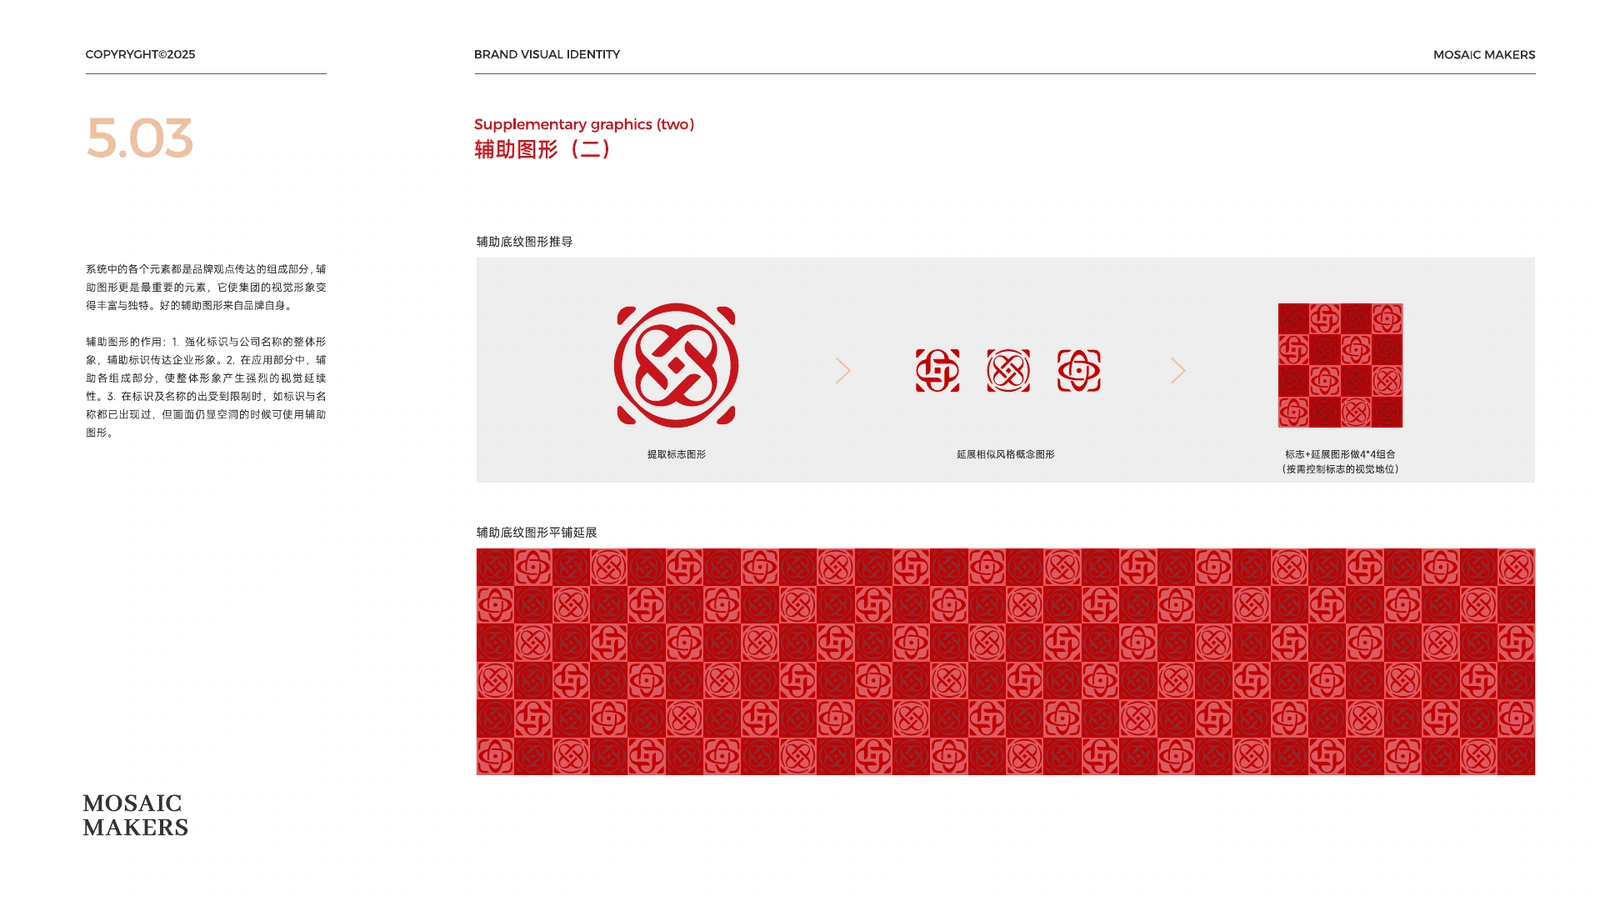 COPYRYGHT©2025
BRAND VISUAL IDENTITY
MOSAIC MAKERS
5.03
Supplementary graphics (two)
辅助图形（二）
系统中的各个元素都是品牌观点传达的组成部分，辅
助图形更是最重要的元素，它使集团的视觉形象变
得丰富与独特。好的辅助图形来自品牌自身。
辅助图形的作用：1. 强化标识与公司名称的整体形
象，辅助标识传达企业形象。2. 在应用部分中，辅
助各组成部分，使整体形象产生强烈的视觉延续
性。3. 在标识及名称的出受到限制时，如标识与名
称都已出现过，但画面仍显空洞的时候可使用辅助
图形。
辅助底纹图形推导
提取标志图形
延展相似风格概念图形
标志+延展图形做4*4组合
（按需控制标志的视觉地位）
辅助底纹图形平铺延展
MOSAIC
MAKERS